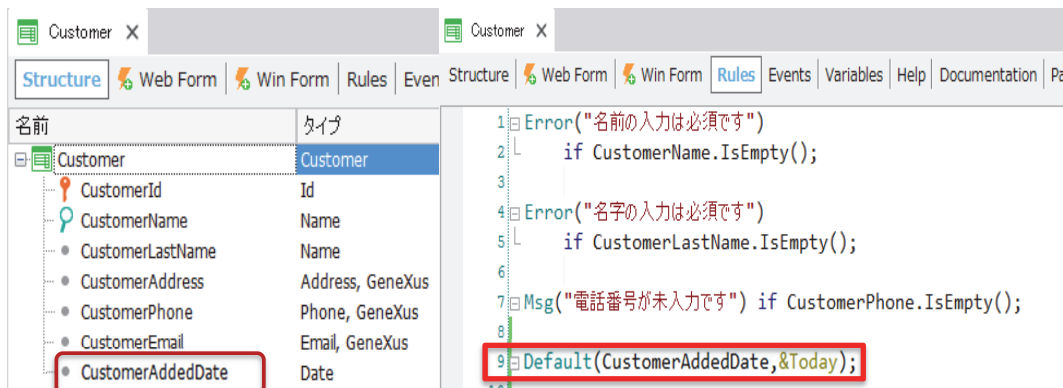 Customer
Structure Web Form Win Form Rules Even
名前 タイプ
Customer Customer
CustomerId Id
CustomerName Name
CustomerLastName Name
CustomerAddress Address, GeneXus
CustomerPhone Phone, GeneXus
CustomerEmail Email, GeneXus
CustomerAddedDate Date
Customer
Structure Web Form Win Form Rules Events Variables Help Documentation Pa
1 Error("名前の入力は必須です")
2 if CustomerName.IsEmpty();
3
4 Error("名字の入力は必須です")
5 if CustomerLastName.IsEmpty();
6
7 Msg("電話番号が未入力です") if CustomerPhone.IsEmpty();
8
9 Default(CustomerAddedDate,&Today);